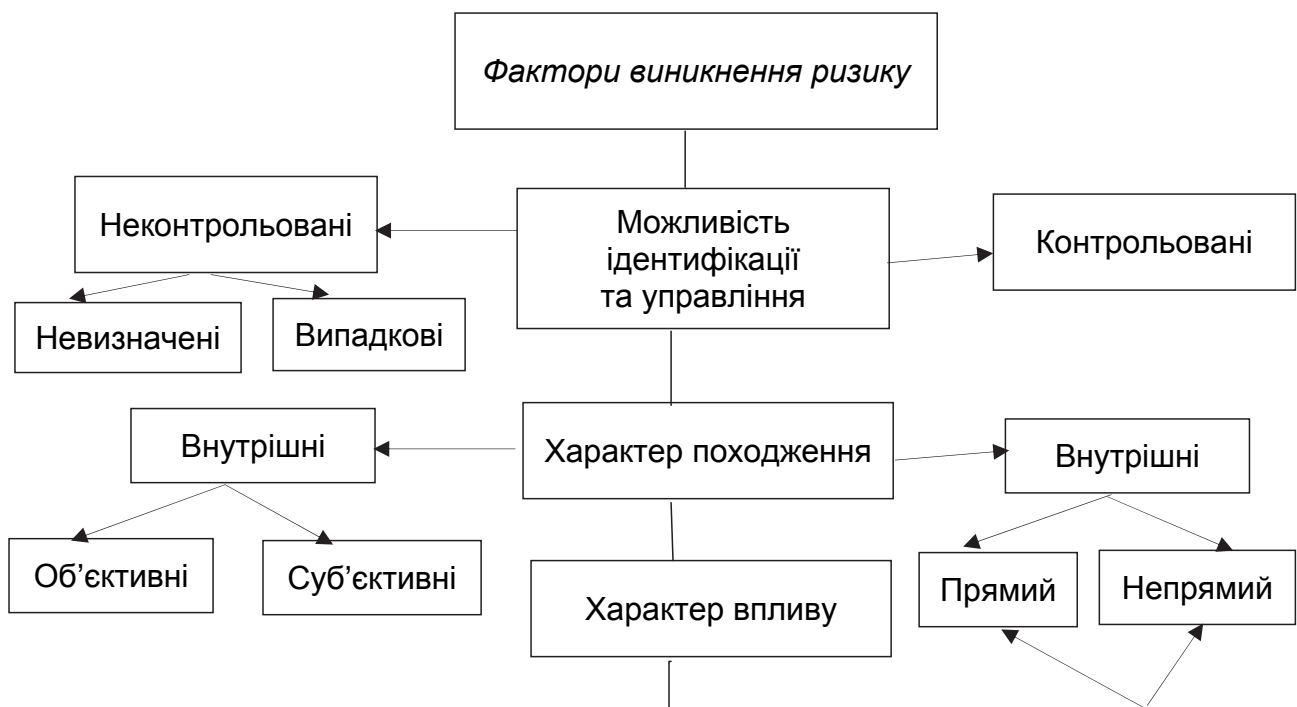 Фактори виникнення ризику
Неконтрольовані
Можливість
ідентифікації
та управління
Контрольовані
Невизначені
Випадкові
Внутрішні
Характер походження
Внутрішні
Об’єктивні
Суб’єктивні
Характер впливу
Прямий
Непрямий